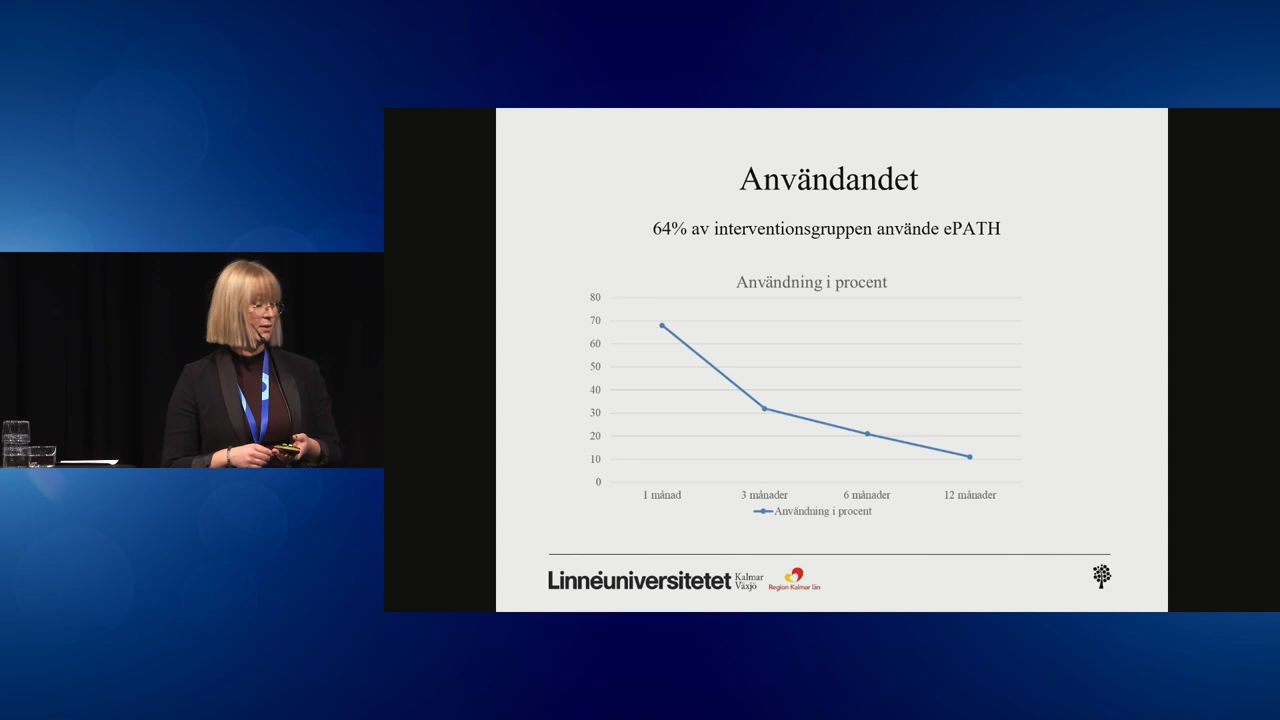 Användandet
64% av interventionsgruppen använde ePATH
Användning i procent
80
70
60
50
40
30
20
10
0
1 månad 3 månader 6 månader 12 månader
Användning i procent
Linnéuniversitetet Kalmar Växjö
Region Kalmar län